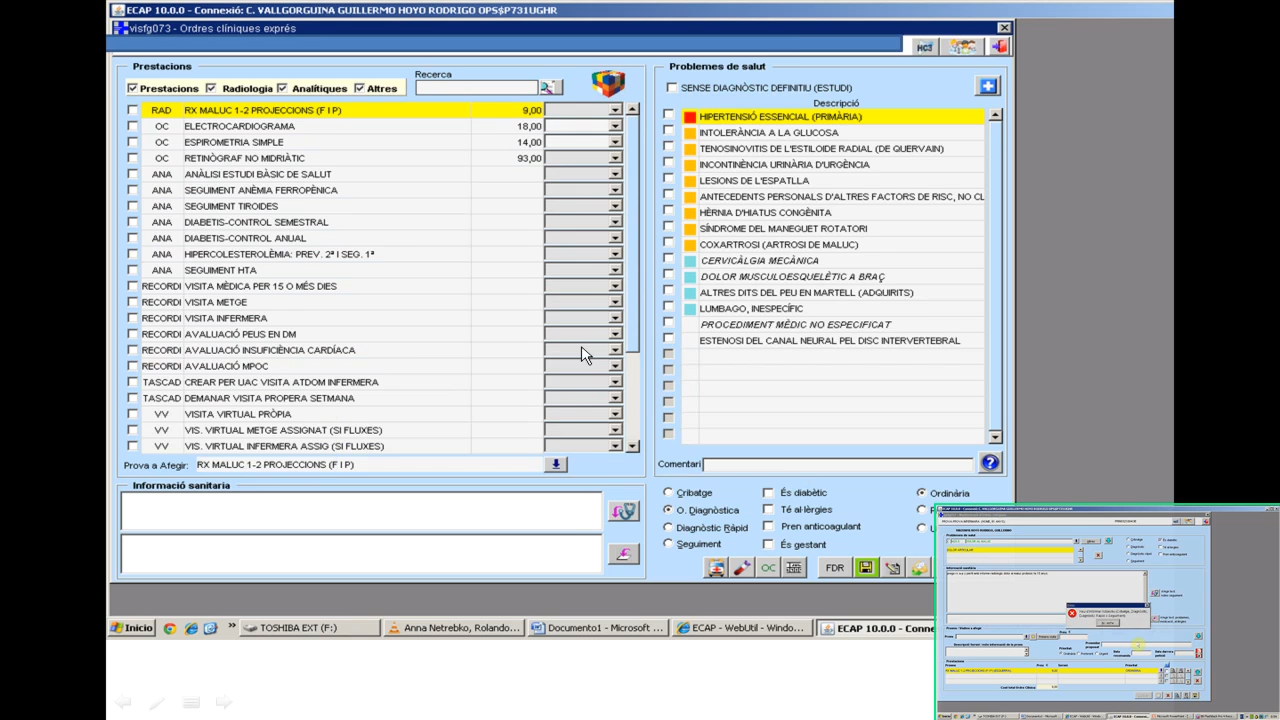 ECAP 10.0.0 - Connexió: C. VALLGORGUINA GUILLERMO HOYO RODRIGO OPS$P731UGHR
visfg073 - Ordres clíniques exprés
HC3
Prestacions
Prestacions Radiologia Analítiques Altres
Recerca
RAD RX MALUC 1-2 PROJECCIONS (F I P) 9,00
OC ELECTROCARDIOGRAMA 18,00
OC ESPIROMETRIA SIMPLE 14,00
OC RETINÒGRAF NO MIDRIÀTIC 93,00
ANA ANÀLISI ESTUDI BÀSIC DE SALUT
ANA SEGUIMENT ANÈMIA FERROPÈNICA
ANA SEGUIMENT TIROIDES
ANA DIABETIS-CONTROL SEMESTRAL
ANA DIABETIS-CONTROL ANUAL
ANA HIPERCOLESTEROLÈMIA: PREV. 2ª I SEG. 1ª
ANA SEGUIMENT HTA
RECORDI VISITA MÈDICA PER 15 O MÉS DIES
RECORDI VISITA METGE
RECORDI VISITA INFERMERA
RECORDI AVALUACIÓ PEUS EN DM
RECORDI AVALUACIÓ INSUFICIÈNCIA CARDÍACA
RECORDI AVALUACIÓ MPOC
TASCAD CREAR PER UAC VISITA ATDOM INFERMERA
TASCAD DEMANAR VISITA PROPERA SETMANA
VV VISITA VIRTUAL PRÒPIA
VV VIS. VIRTUAL METGE ASSIGNAT (SI FLUXES)
VV VIS. VIRTUAL INFERMERA ASSIG (SI FLUXES)
Prova a Afegir: RX MALUC 1-2 PROJECCIONS (F I P)
Informació sanitaria
Problemes de salut
SENSE DIAGNÒSTIC DEFINITIU (ESTUDI)
Descripció
HIPERTENSIÓ ESSENCIAL (PRIMÀRIA)
INTOLERÀNCIA A LA GLUCOSA
TENOSINOVITIS DE L'ESTILOIDE RADIAL (DE QUERVAIN)
INCONTINÈNCIA URINÀRIA D'URGÈNCIA
LESIONS DE L'ESPATLLA
ANTECEDENTS PERSONALS D'ALTRES FACTORS DE RISC, NO CL
HÈRNIA D'HIATUS CONGÈNITA
SÍNDROME DEL MANEGUET ROTATORI
COXARTROSI (ARTROSI DE MALUC)
CERVICÀLGIA MECÀNICA
DOLOR MUSCULOESQUELÈTIC A BRAÇ
ALTRES DITS DEL PEU EN MARTELL (ADQUIRITS)
LUMBAGO, INESPECÍFIC
PROCEDIMENT MÈDIC NO ESPECIFICAT
ESTENOSI DEL CANAL NEURAL PEL DISC INTERVERTEBRAL
Comentari
Cribatge És diabètic Ordinària
O. Diagnòstica Té al·lèrgies
Diagnòstic Ràpid Pren anticoagulant
Seguiment És gestant
OC FDR
Inicio TOSHIBA EXT (F:) Netres_buscando... Dieto1 - Microsoft ... ECAP - WebUtil - Windo... ECAP 10.0.0 - Conne